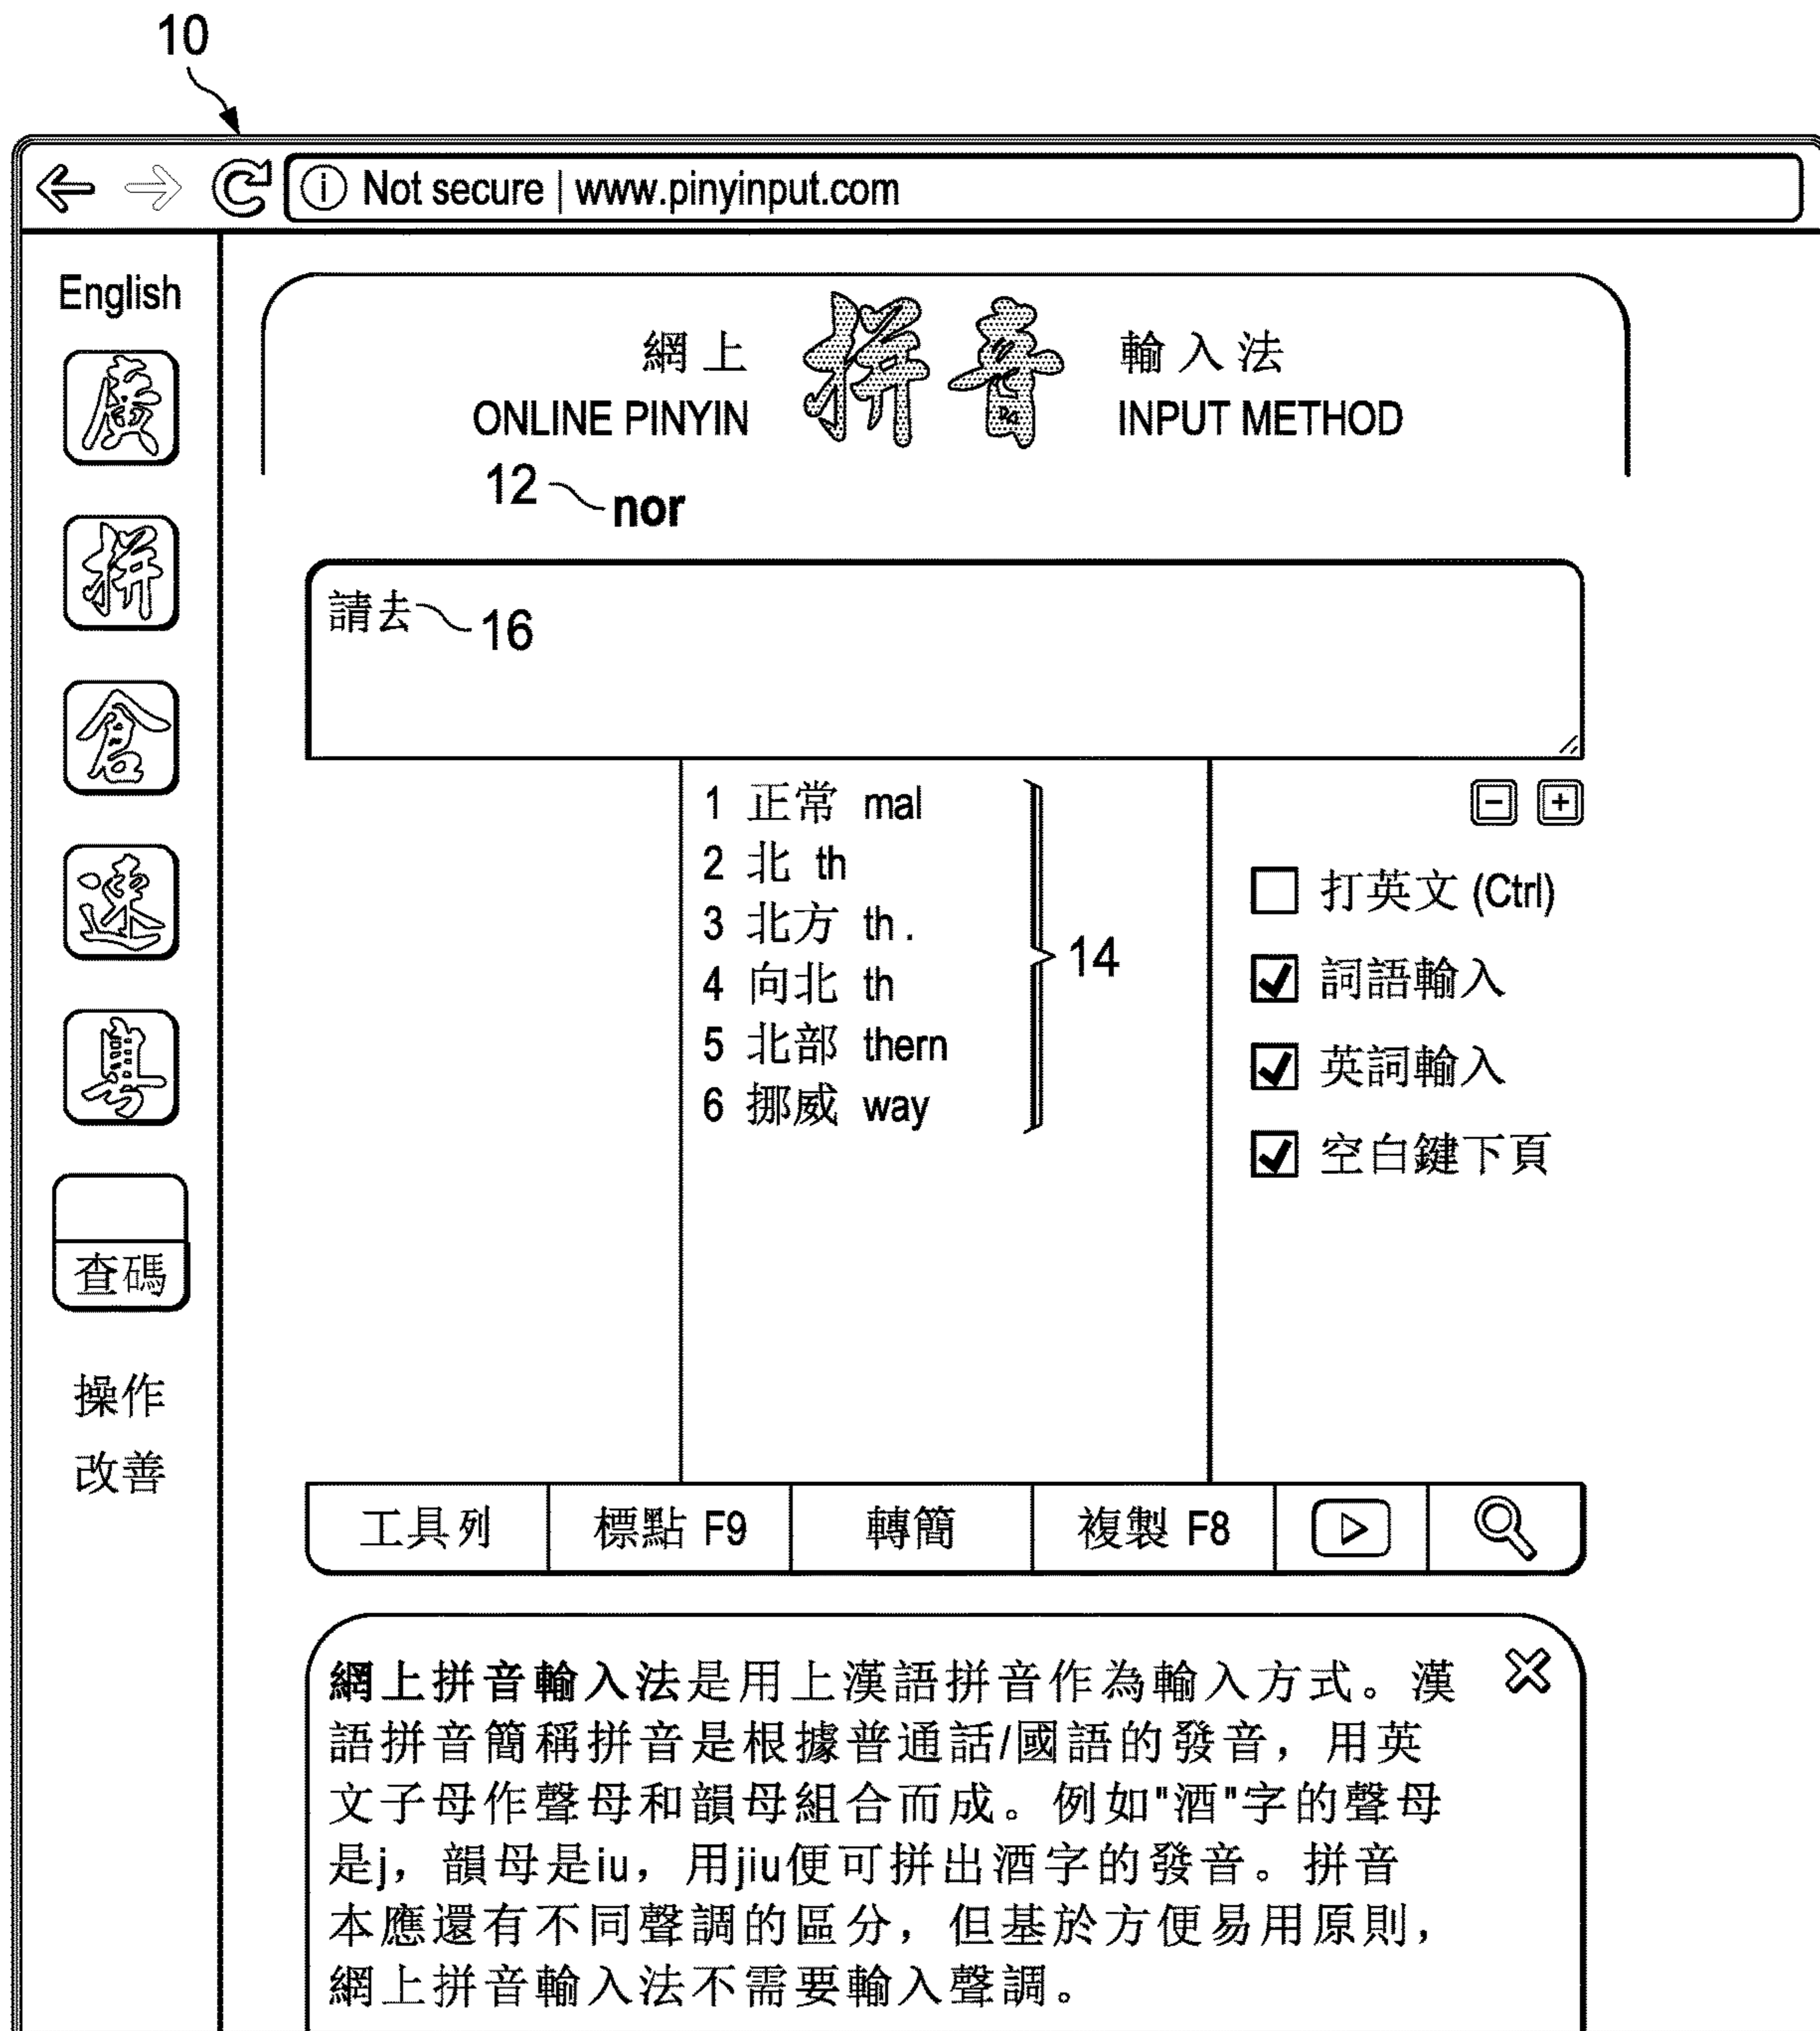 10
Not secure | www.pinyinput.com
English
廣
拼
倉
速
粵
查碼
操作
改善
網上 拼音 輸入法
ONLINE PINYIN INPUT METHOD
12 nor
請去 16
1 正常 mal
2 北 th
3 北方 th.
4 向北 th
5 北部 thern
6 挪威 way
14
打英文 (Ctrl)
詞語輸入
英詞輸入
空白鍵下頁
工具列 標點 F9 轉簡 複製 F8
網上拼音輸入法是用上漢語拼音作為輸入方式。漢
語拼音簡稱拼音是根據普通話/國語的發音，用英
文子母作聲母和韻母組合而成。例如"酒"字的聲母
是j，韻母是iu，用jiu便可拼出酒字的發音。拼音
本應還有不同聲調的區分，但基於方便易用原則，
網上拼音輸入法不需要輸入聲調。